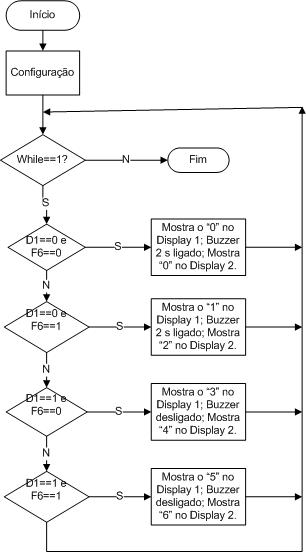 Início
Configuração
While==1?
N
Fim
S
D1==0 e
F6==0
S
Mostra o "0" no
Display 1; Buzzer
2 s ligado; Mostra
"0" no Display 2.
N
D1==0 e
F6==1
S
Mostra o "1" no
Display 1; Buzzer
2 s ligado; Mostra
"2" no Display 2.
N
D1==1 e
F6==0
S
Mostra o "3" no
Display 1; Buzzer
desligado; Mostra
"4" no Display 2.
N
D1==1 e
F6==1
S
Mostra o "5" no
Display 1; Buzzer
desligado; Mostra
"6" no Display 2.